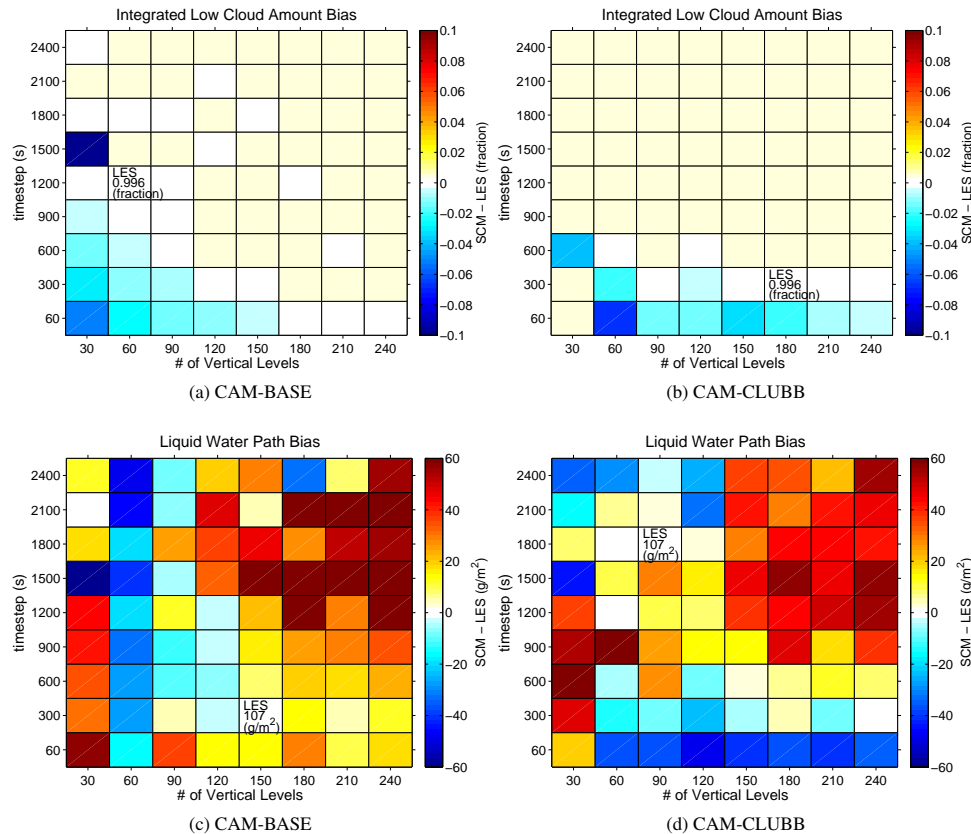 Integrated Low Cloud Amount Bias
timestep (s)
2400
2100
1800
1500
1200
900
600
300
60
LES
0.996
(fraction)
30 60 90 120 150 180 210 240
# of Vertical Levels
0.1
0.08
0.06
0.04
0.02
0
−0.02
−0.04
−0.06
−0.08
−0.1
SCM − LES (fraction)
(a) CAM-BASE
Integrated Low Cloud Amount Bias
timestep (s)
2400
2100
1800
1500
1200
900
600
300
60
LES
0.996
(fraction)
30 60 90 120 150 180 210 240
# of Vertical Levels
0.1
0.08
0.06
0.04
0.02
0
−0.02
−0.04
−0.06
−0.08
−0.1
SCM − LES (fraction)
(b) CAM-CLUBB
Liquid Water Path Bias
timestep (s)
2400
2100
1800
1500
1200
900
600
300
60
LES
107
(g/m²)
30 60 90 120 150 180 210 240
# of Vertical Levels
60
40
20
0
−20
−40
−60
SCM − LES (g/m²)
(c) CAM-BASE
Liquid Water Path Bias
timestep (s)
2400
2100
1800
1500
1200
900
600
300
60
LES
107
(g/m²)
30 60 90 120 150 180 210 240
# of Vertical Levels
60
40
20
0
−20
−40
−60
SCM − LES (g/m²)
(d) CAM-CLUBB